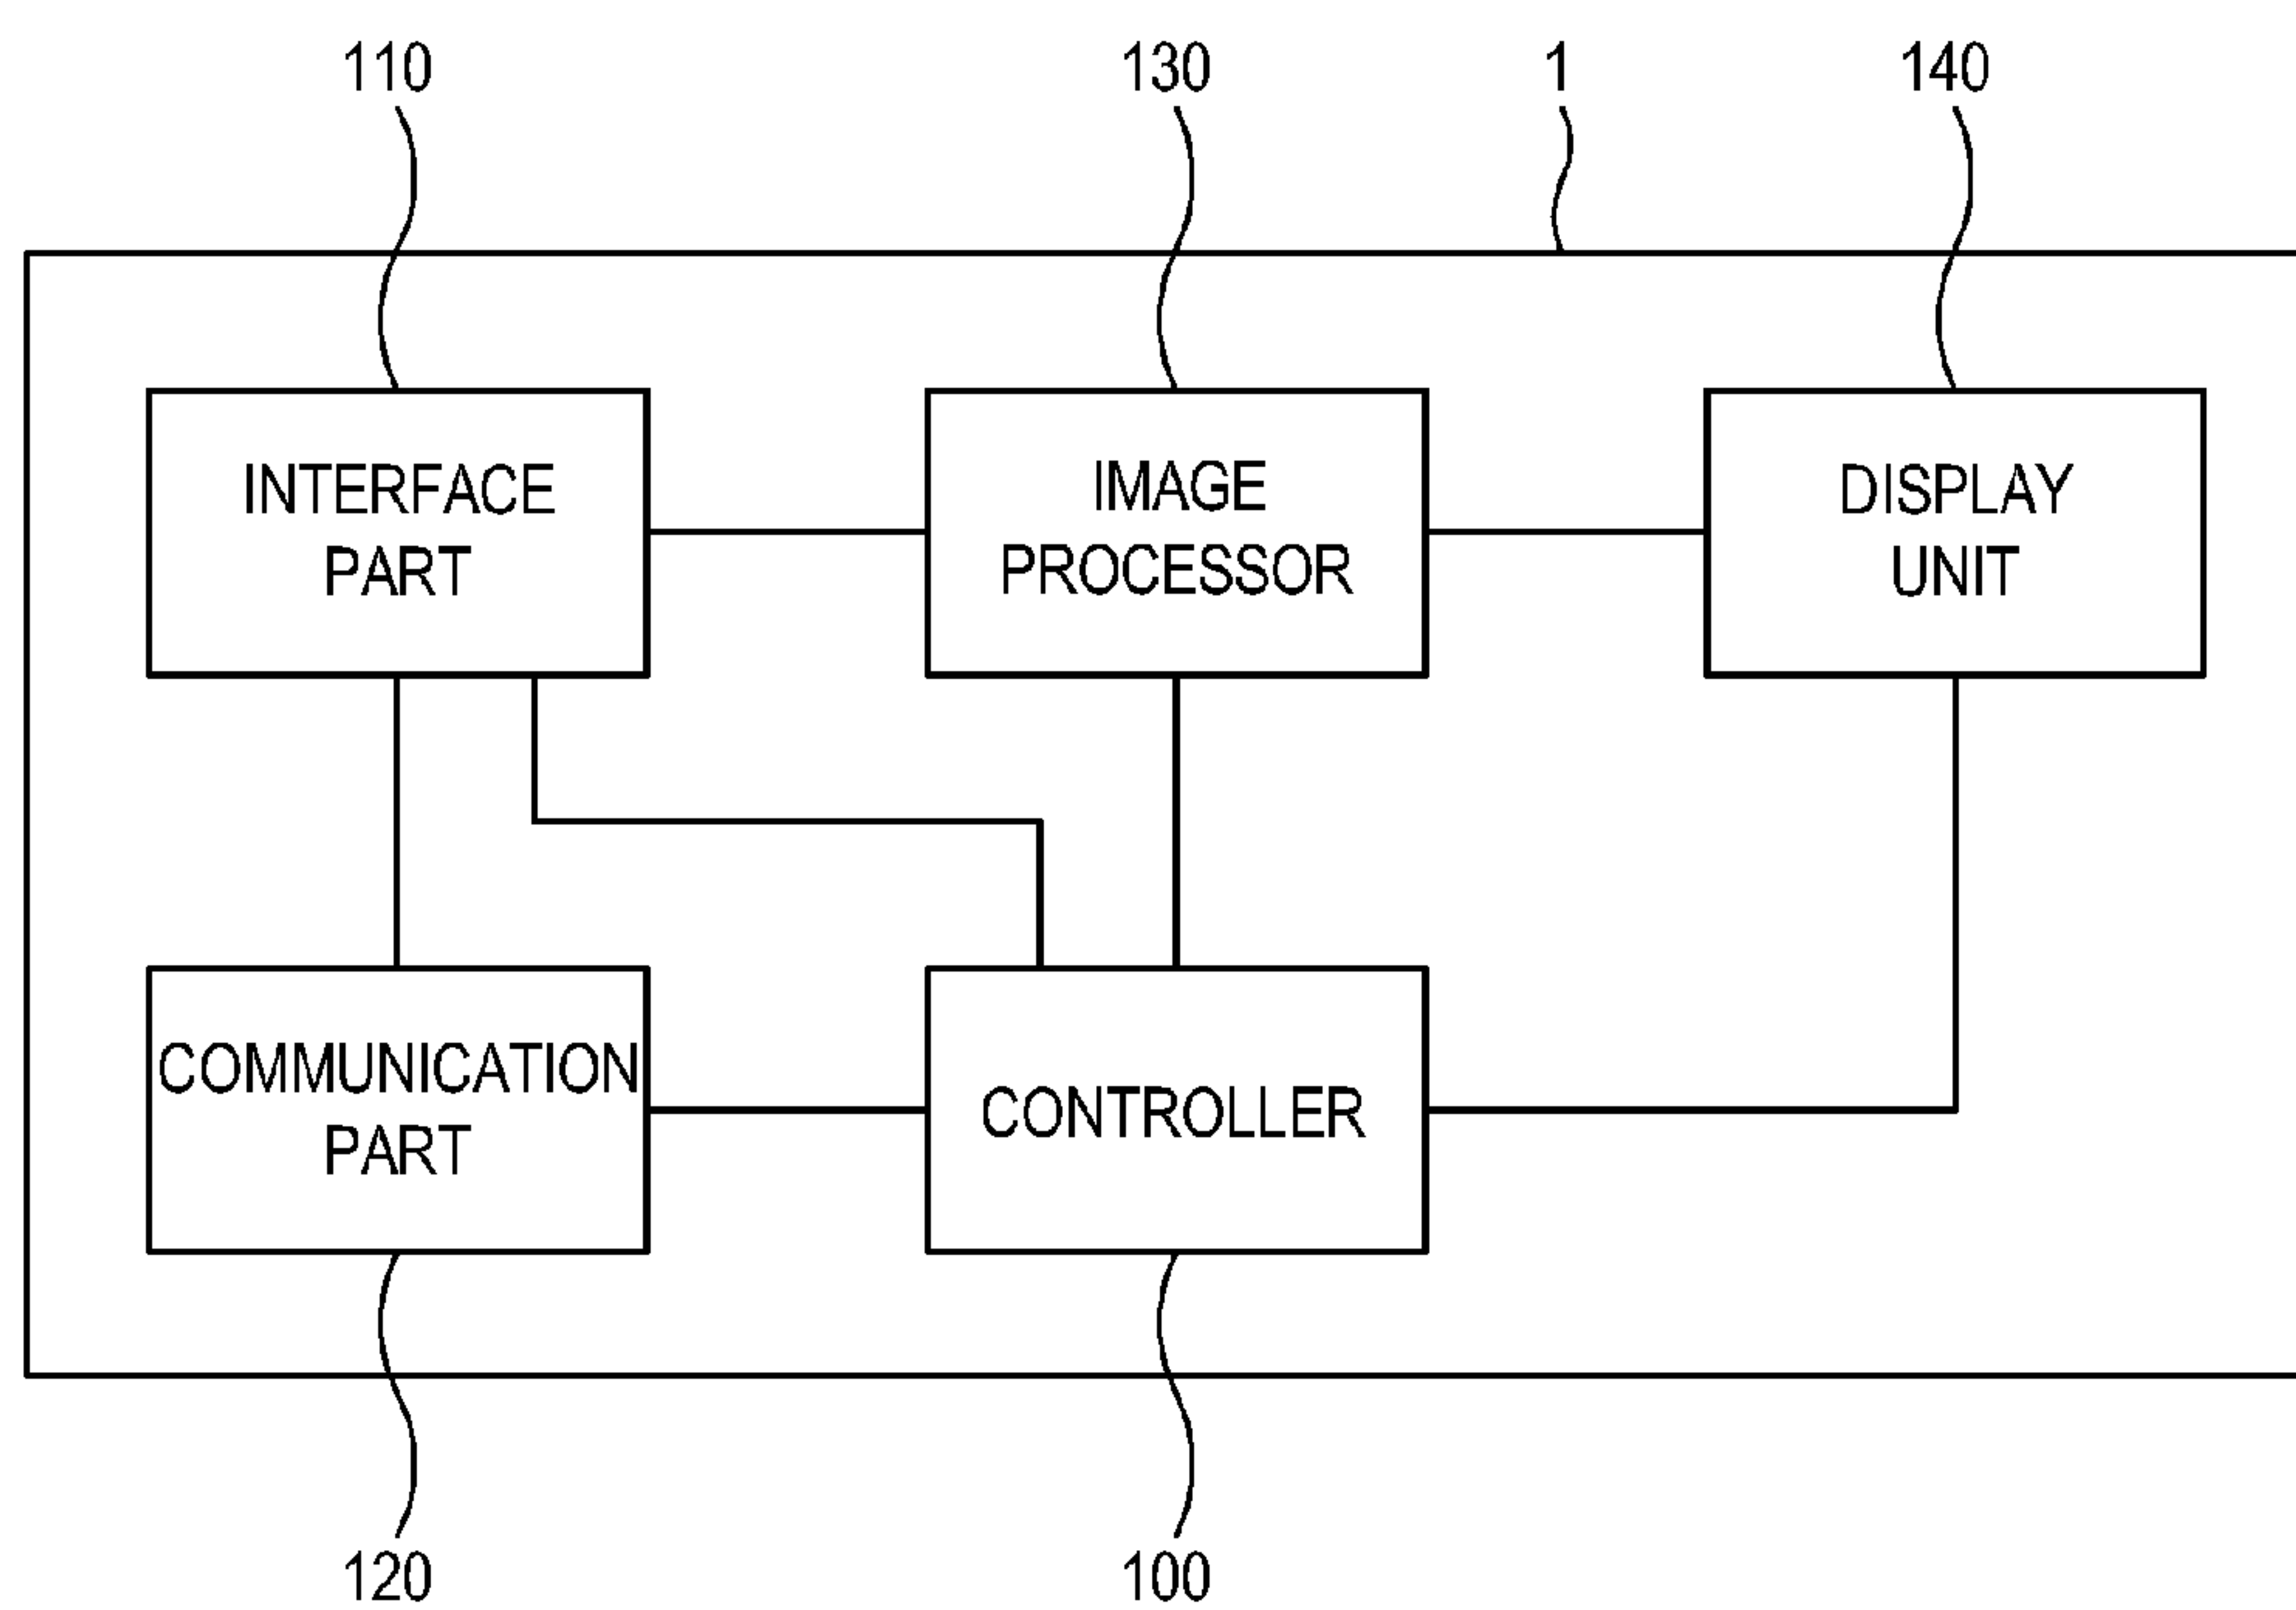 110
130
1
140
INTERFACE
PART
IMAGE
PROCESSOR
DISPLAY
UNIT
COMMUNICATION
PART
CONTROLLER
120
100